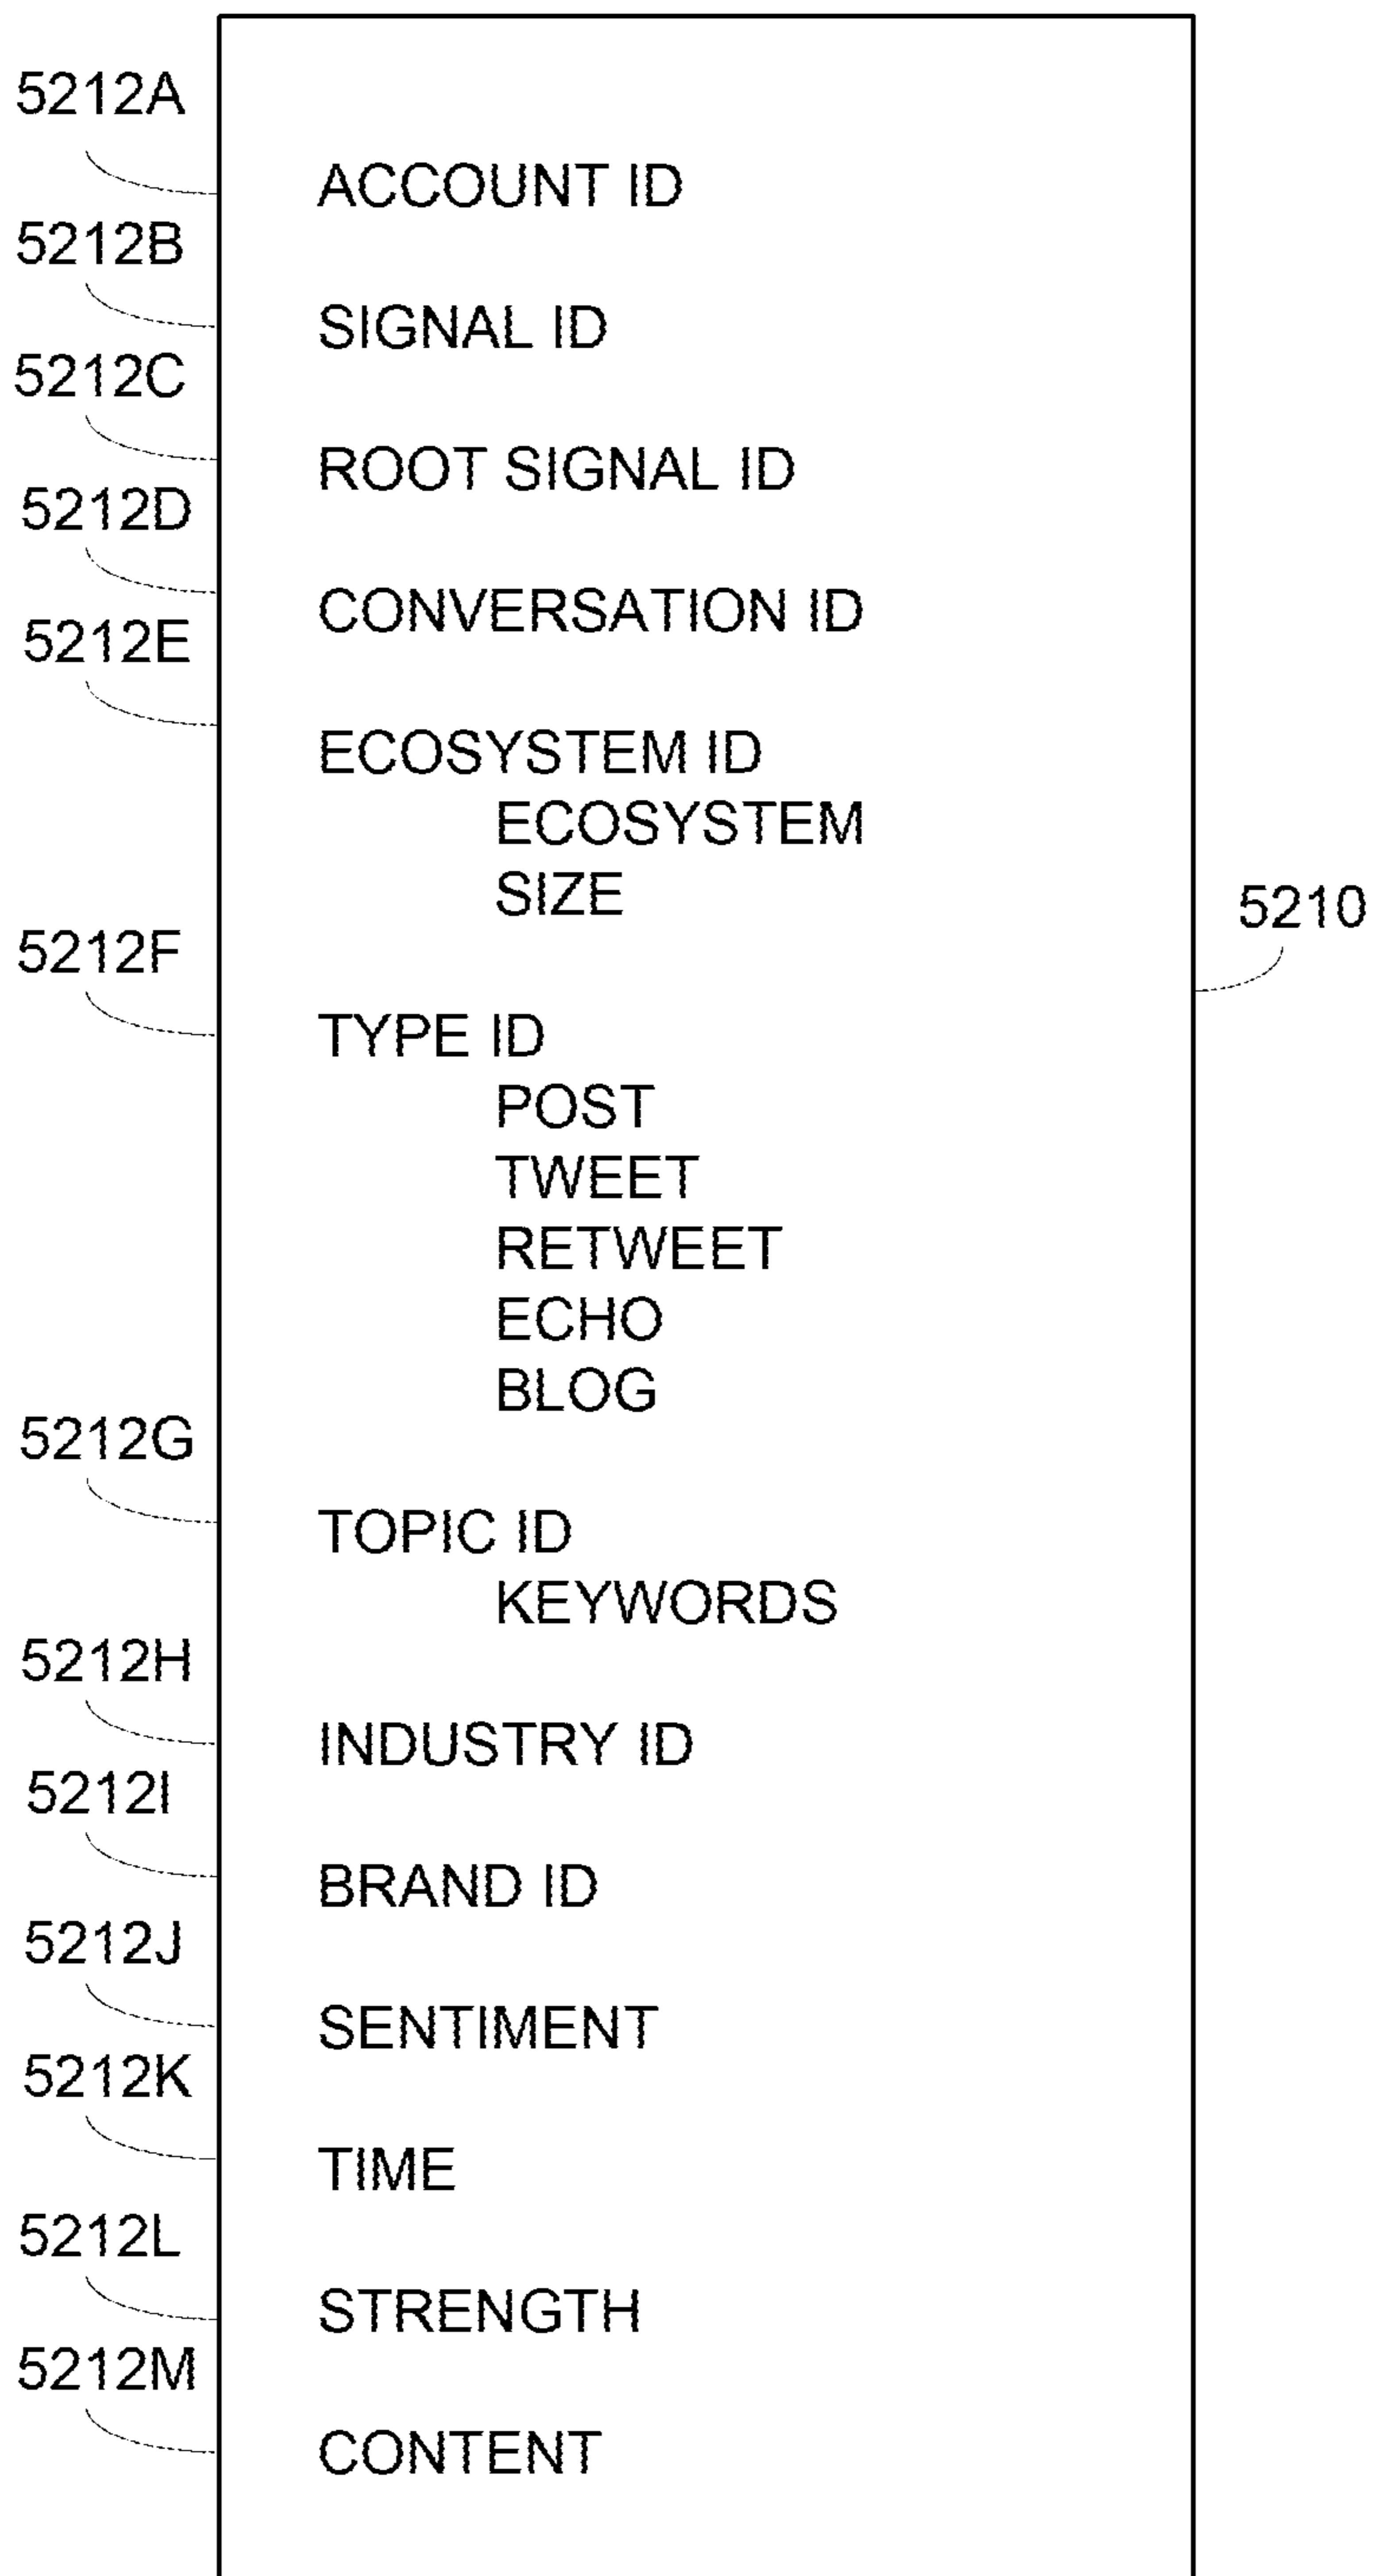 5212A
ACCOUNT ID
5212B
SIGNAL ID
5212C
ROOT SIGNAL ID
5212D
CONVERSATION ID
5212E
ECOSYSTEM ID
ECOSYSTEM
SIZE
5210
5212F
TYPE ID
POST
TWEET
RETWEET
ECHO
BLOG
5212G
TOPIC ID
KEYWORDS
5212H
INDUSTRY ID
5212I
BRAND ID
5212J
SENTIMENT
5212K
TIME
5212L
STRENGTH
5212M
CONTENT